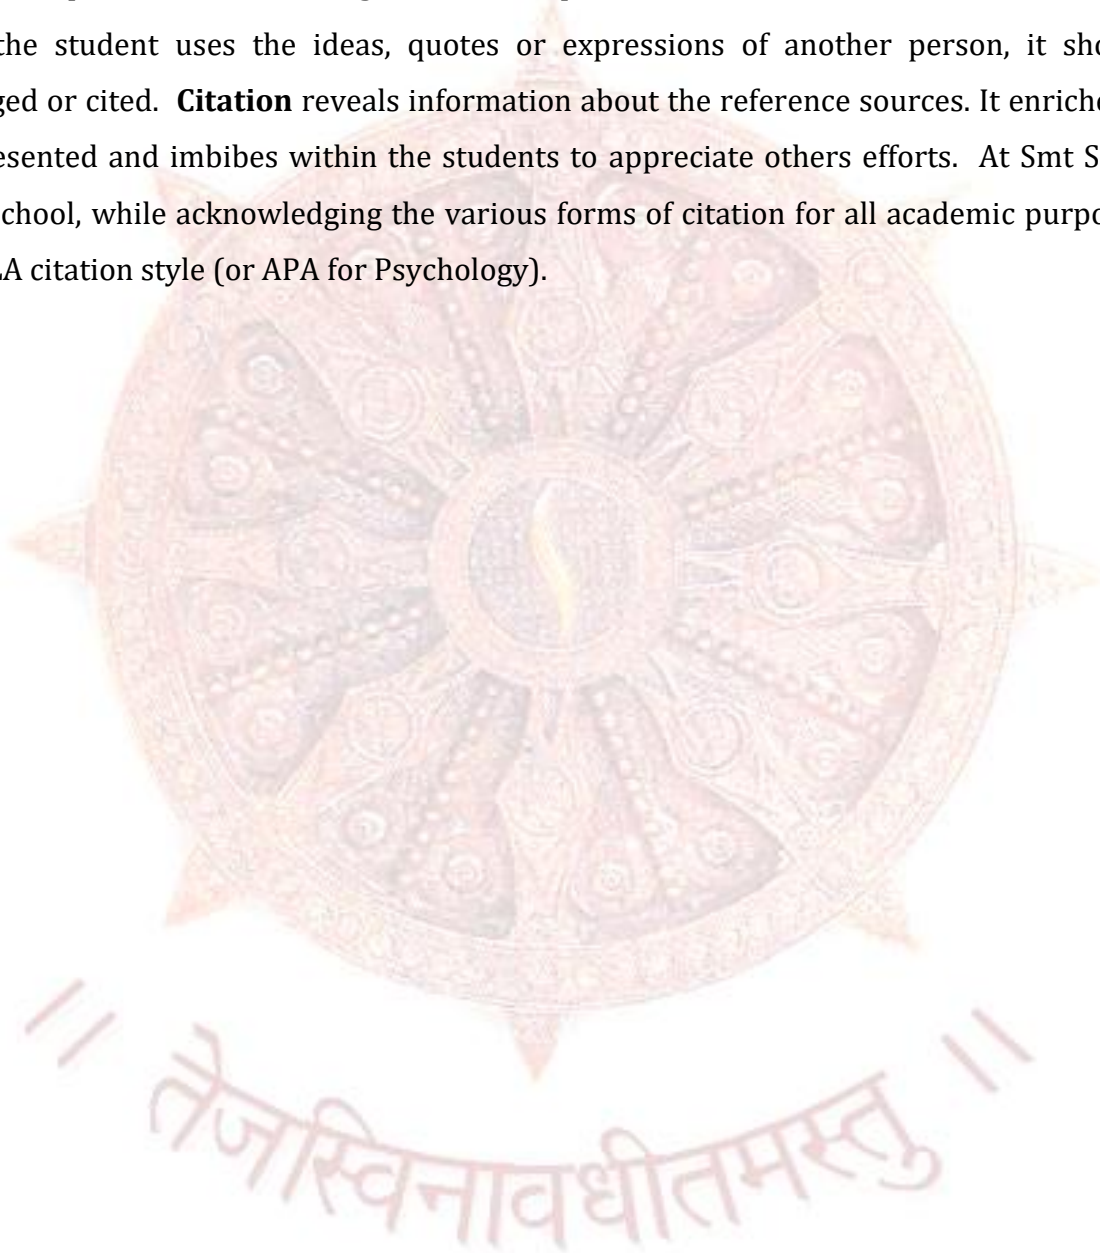 the student uses the ideas, quotes or expressions of another person, it sho
ged or cited. Citation reveals information about the reference sources. It enriche
esented and imbibes within the students to appreciate others efforts. At Smt S
chool, while acknowledging the various forms of citation for all academic purpo
A citation style (or APA for Psychology).
।। तेजस्विनावधीतमस्तु ।।